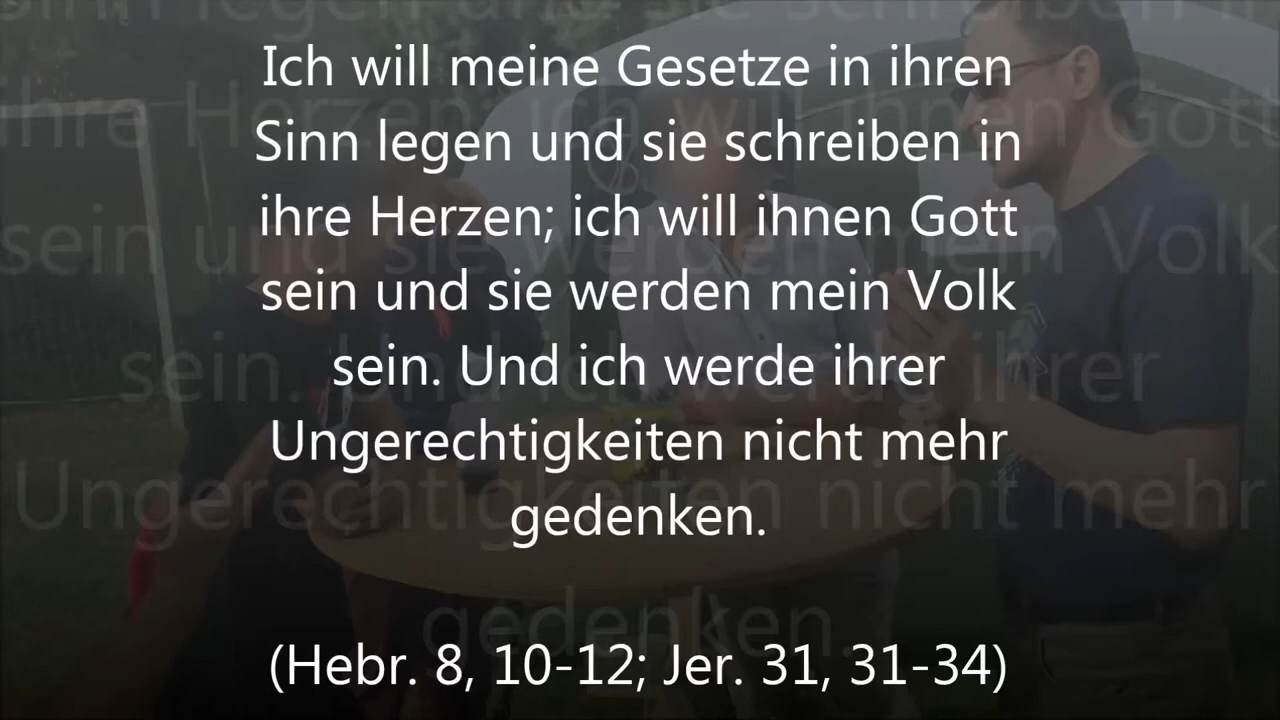 Ich will meine Gesetze in ihren
Sinn legen und sie schreiben in
ihre Herzen; ich will ihnen Gott
sein und sie werden mein Volk
sein. Und ich werde ihrer
Ungerechtigkeiten nicht mehr
gedenken.
(Hebr. 8, 10-12; Jer. 31, 31-34)